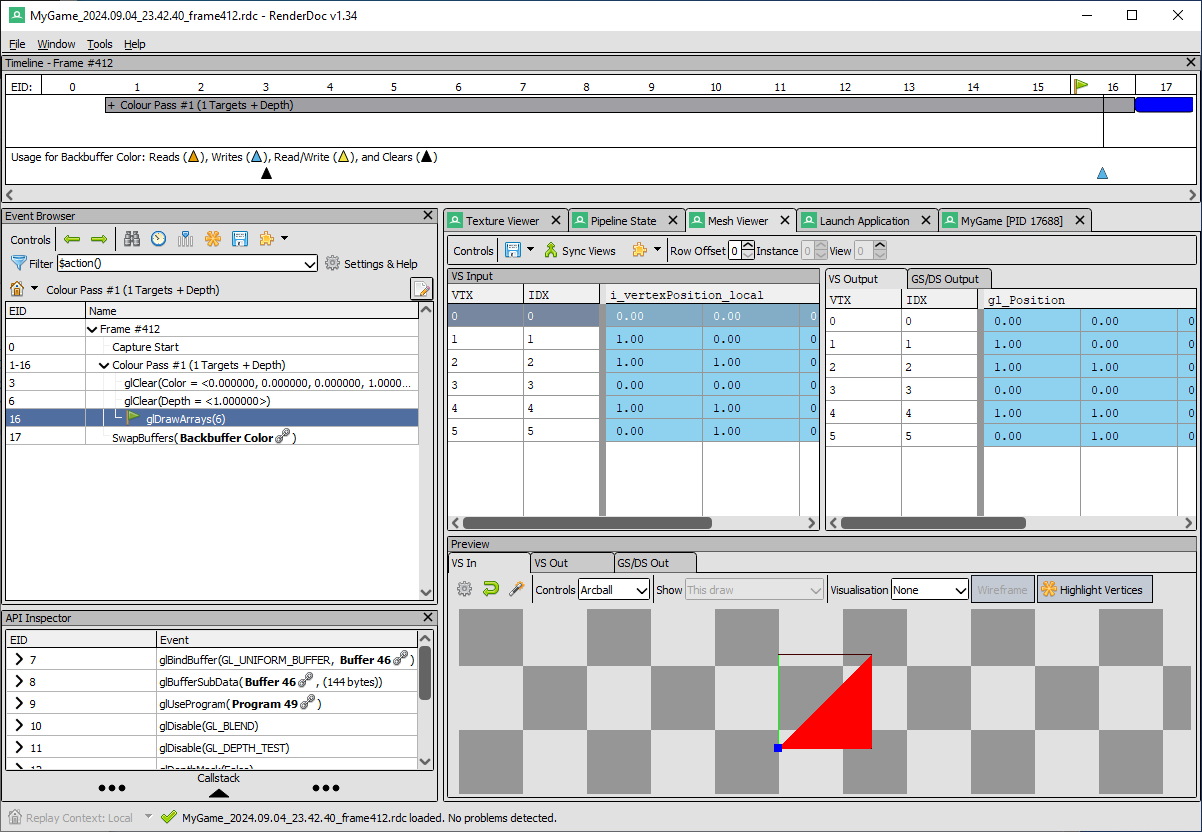 MyGame_2024.09.04_23.42.40_frame412.rdc - RenderDoc v1.34
File Window Tools Help
Timeline - Frame #412
EID: 0 1 2 3 4 5 6 7 8 9 10 11 12 13 14 15 16 17
+ Colour Pass #1 (1 Targets + Depth)
Usage for Backbuffer Color: Reads ( ), Writes ( ), Read/Write ( ), and Clears ( )
Event Browser
Controls
Filter $action() Settings & Help
Colour Pass #1 (1 Targets + Depth)
EID Name
Frame #412
0 Capture Start
1-16 Colour Pass #1 (1 Targets + Depth)
3 glClear(Color = <0.000000, 0.000000, 0.000000, 1.0000...
6 glClear(Depth = <1.000000>)
16 glDrawArrays(6)
17 SwapBuffers(Backbuffer Color )
API Inspector
EID Event
7 glBindBuffer(GL_UNIFORM_BUFFER, Buffer 46 )
8 glBufferSubData(Buffer 46 , (144 bytes))
9 glUseProgram(Program 49 )
10 glDisable(GL_BLEND)
11 glDisable(GL_DEPTH_TEST)
Callstack
Texture Viewer Pipeline State Mesh Viewer Launch Application MyGame [PID 17688]
Controls Sync Views Row Offset 0 Instance 0 View 0
VS Input
VTX IDX i_vertexPosition_local
0 0 0.00 0.00 0
1 1 1.00 0.00 0
2 2 1.00 1.00 0
3 3 0.00 0.00 0
4 4 1.00 1.00 0
5 5 0.00 1.00 0
VS Output GS/DS Output
VTX IDX gl_Position
0 0 0.00 0.00 0
1 1 1.00 0.00 0
2 2 1.00 1.00 0
3 3 0.00 0.00 0
4 4 1.00 1.00 0
5 5 0.00 1.00 0
Preview
VS In VS Out GS/DS Out
Controls Arcball Show This draw Visualisation None Wireframe Highlight Vertices
Replay Context: Local MyGame_2024.09.04_23.42.40_frame412.rdc loaded. No problems detected.